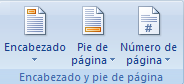 Encabezado
Pie de página
Número de página
Encabezado y pie de página